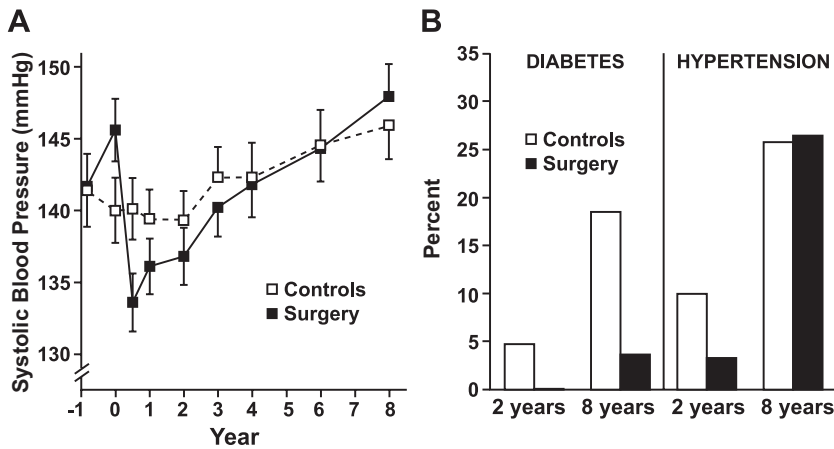 A
Systolic Blood Pressure (mmHg)
150
145
140
135
130
Controls
Surgery
-1 0 1 2 3 4 5 6 7 8
Year
B
Percent
35
30
25
20
15
10
5
0
DIABETES HYPERTENSION
Controls
Surgery
2 years 8 years 2 years 8 years